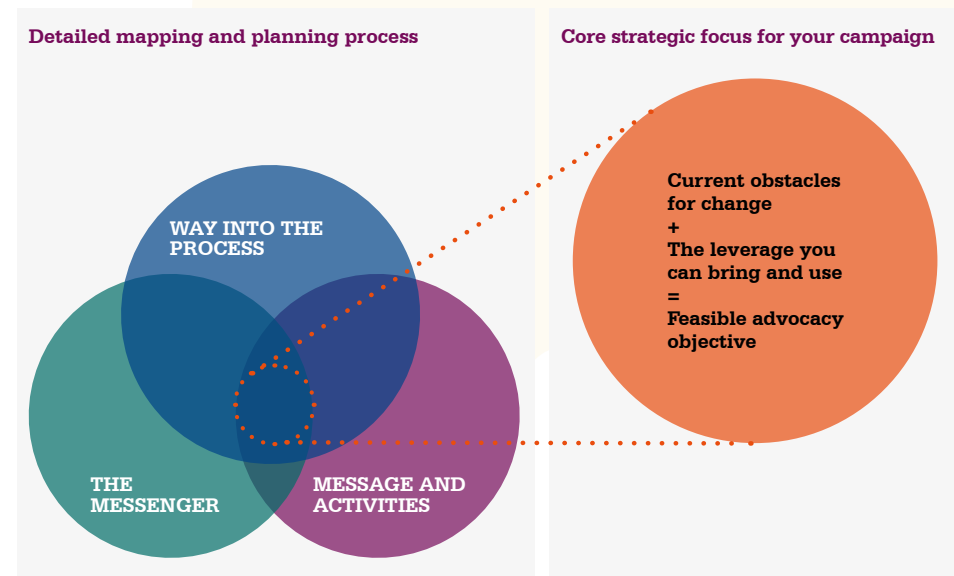 Detailed mapping and planning process
Core strategic focus for your campaign
WAY INTO THE
PROCESS
THE
MESSENGER
MESSAGE AND
ACTIVITIES
Current obstacles
for change
+
The leverage you
can bring and use
=
Feasible advocacy
objective